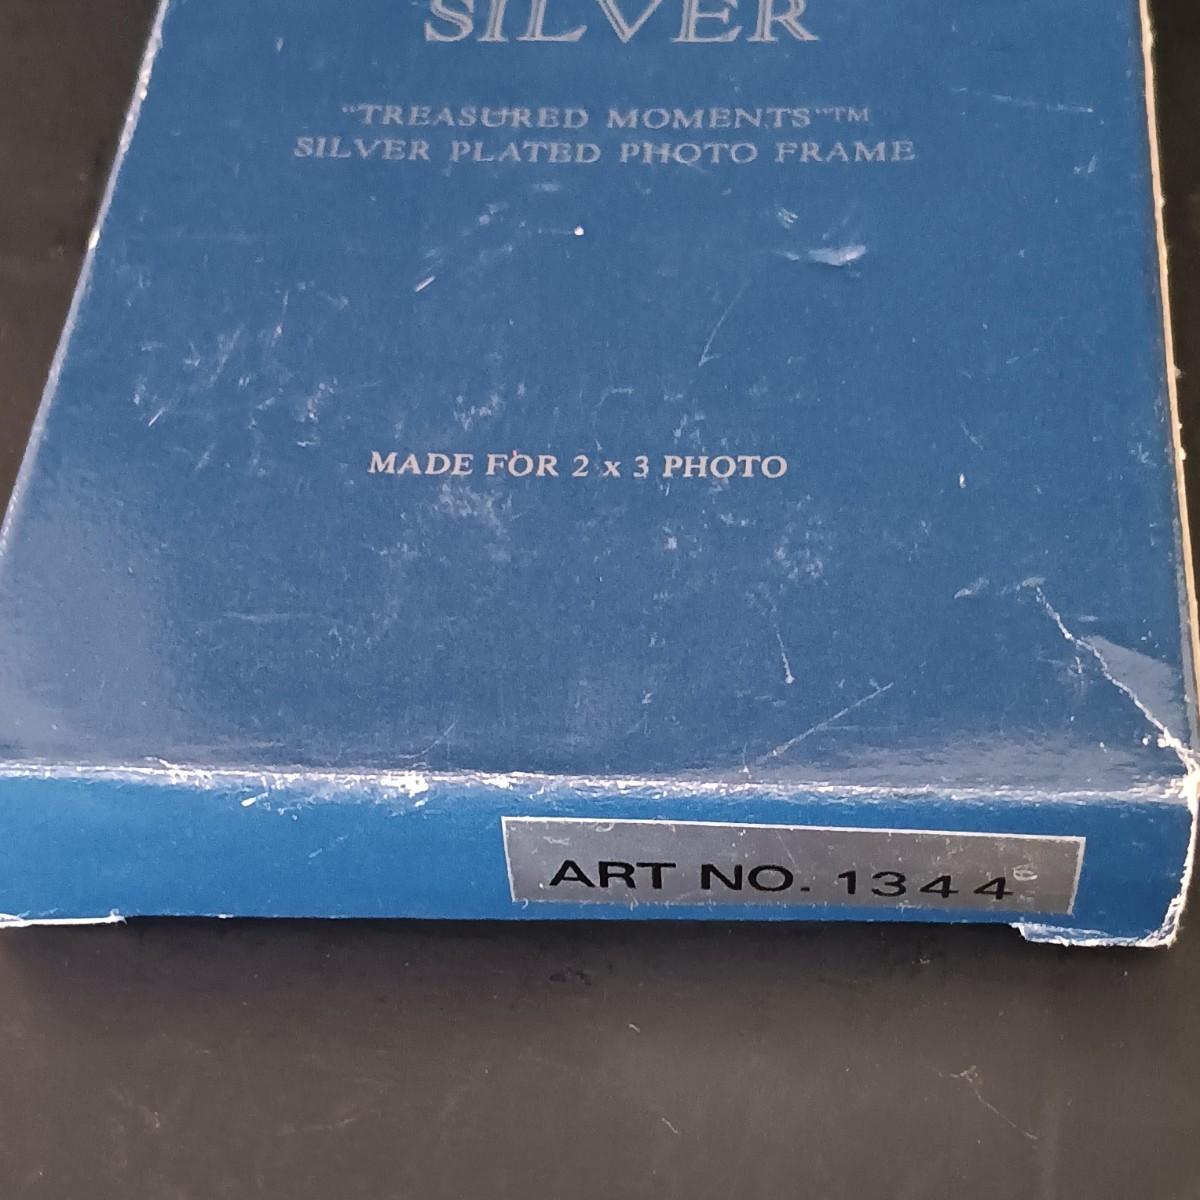 SILVER
"TREASURED MOMENTS"™
SILVER PLATED PHOTO FRAME
MADE FOR 2 x 3 PHOTO
ART NO. 1344